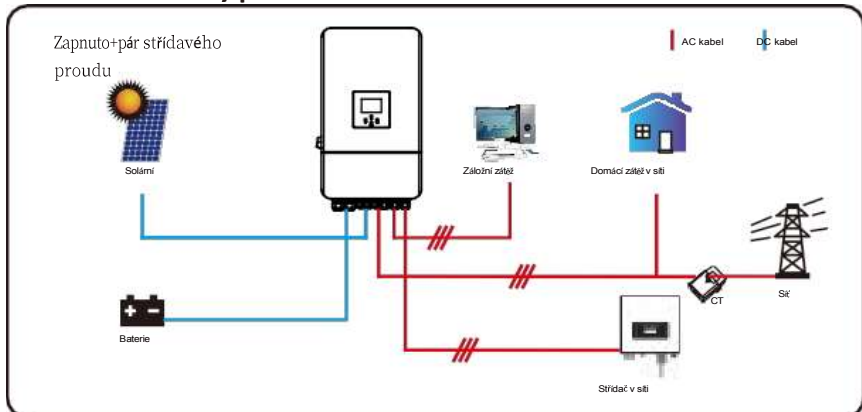 Zapnuto+pár střídavého
proudu
AC kabel
DC kabel
Solární
Záložní zátěž
Domácí zátěž v síti
CT
Síť
Baterie
Střídač v síti